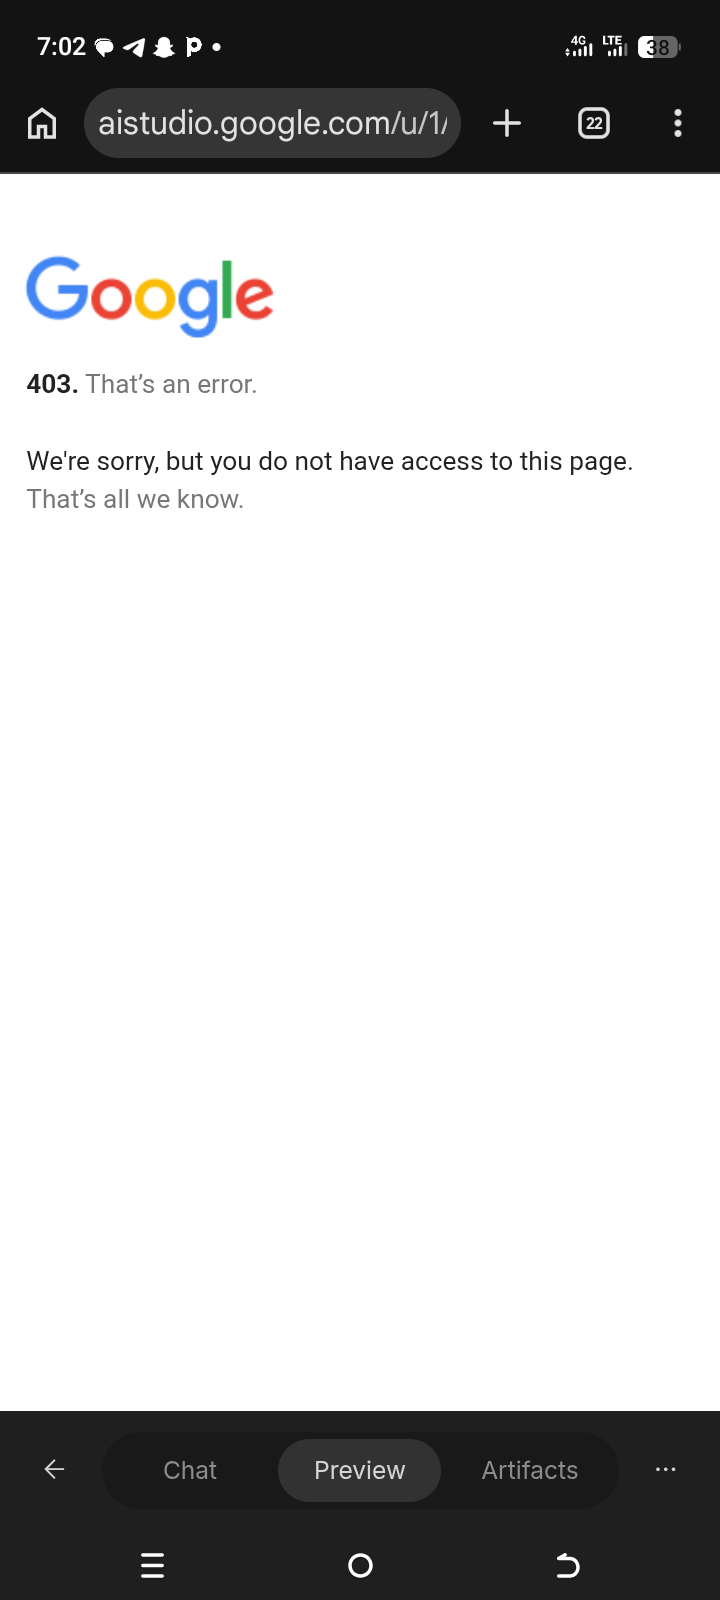 7:02
4G
LTE
38
aistudio.google.com/u/1/
22
Google
403. That's an error.
We're sorry, but you do not have access to this page.
That's all we know.
Chat
Preview
Artifacts